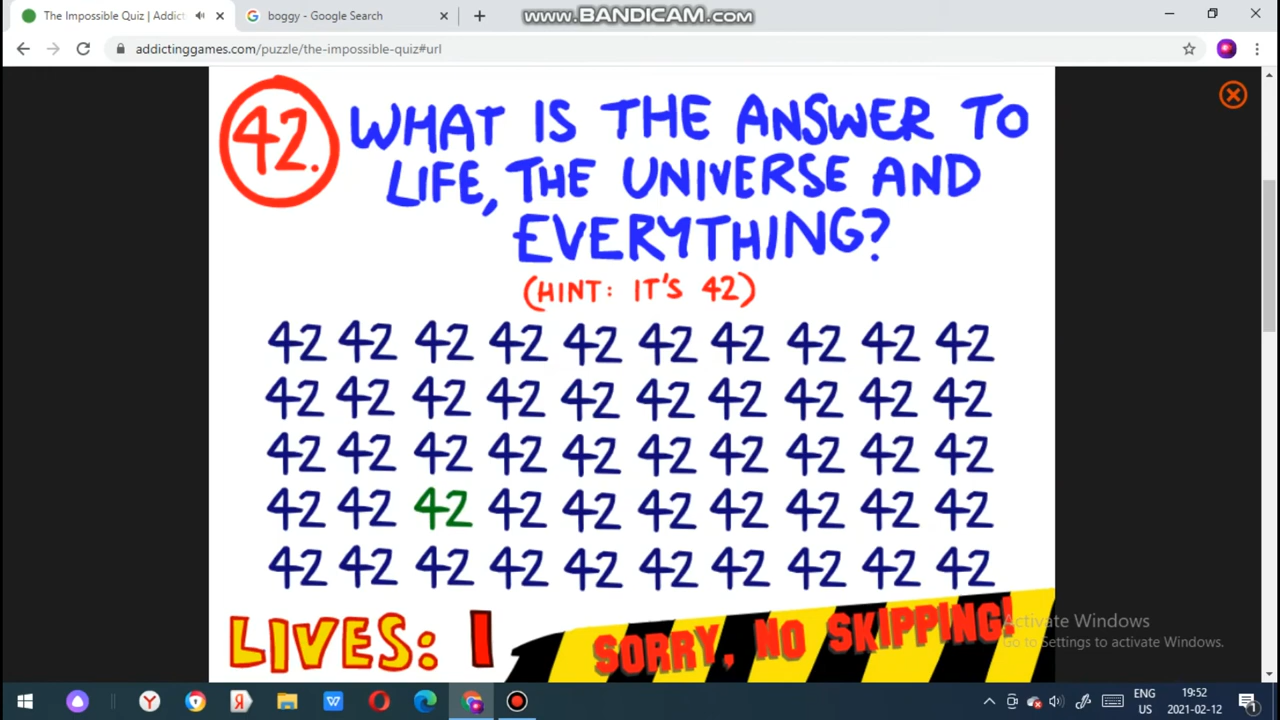 The Impossible Quiz | Addict
boggy - Google Search
www.BANDICAM.com
addictinggames.com/puzzle/the-impossible-quiz#url
42. WHAT IS THE ANSWER TO
LIFE, THE UNIVERSE AND
EVERYTHING?
(HINT: IT'S 42)
42 42 42 42 42 42 42 42 42 42
42 42 42 42 42 42 42 42 42 42
42 42 42 42 42 42 42 42 42 42
42 42 42 42 42 42 42 42 42 42
42 42 42 42 42 42 42 42 42 42
LIVES: 1
SORRY, NO SKIPPING!
Activate Windows
Go to Settings to activate Windows.
ENG
US
19:52
2021-02-12